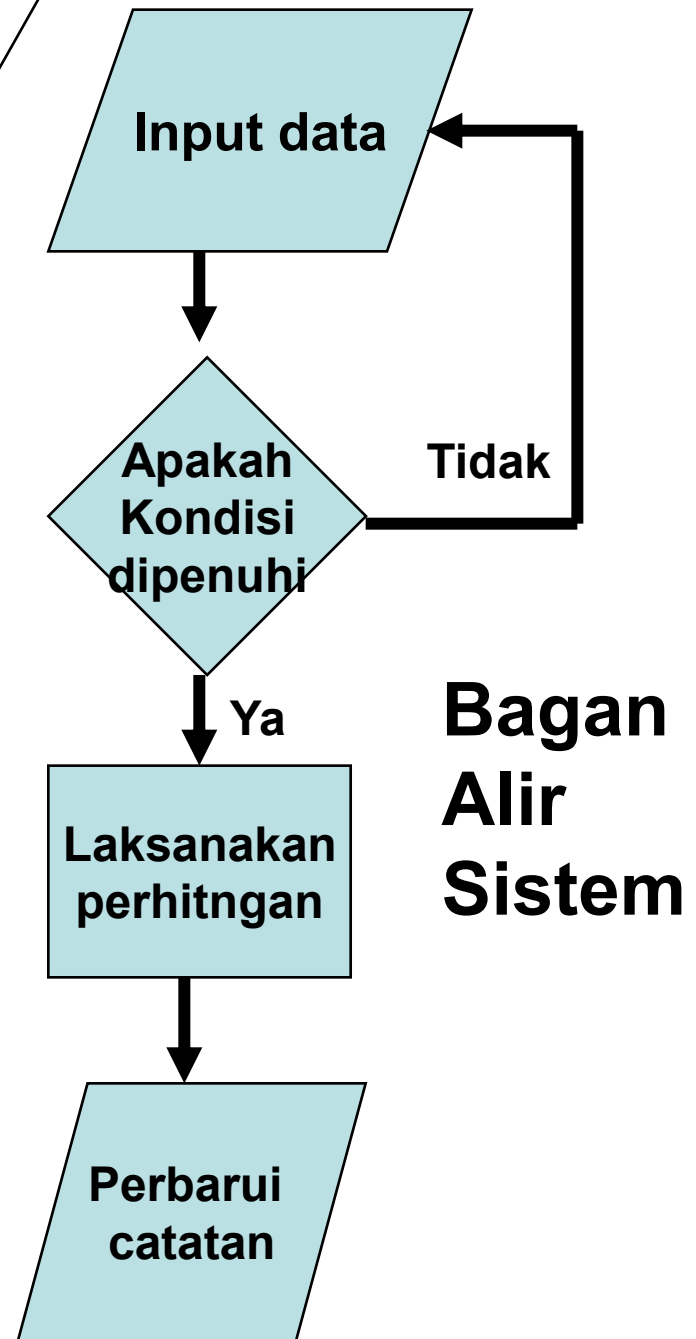 Input data
Apakah
Kondisi
dipenuhi
Tidak
Ya
Bagan
Alir
Sistem
Laksanakan
perhitngan
Perbarui
catatan